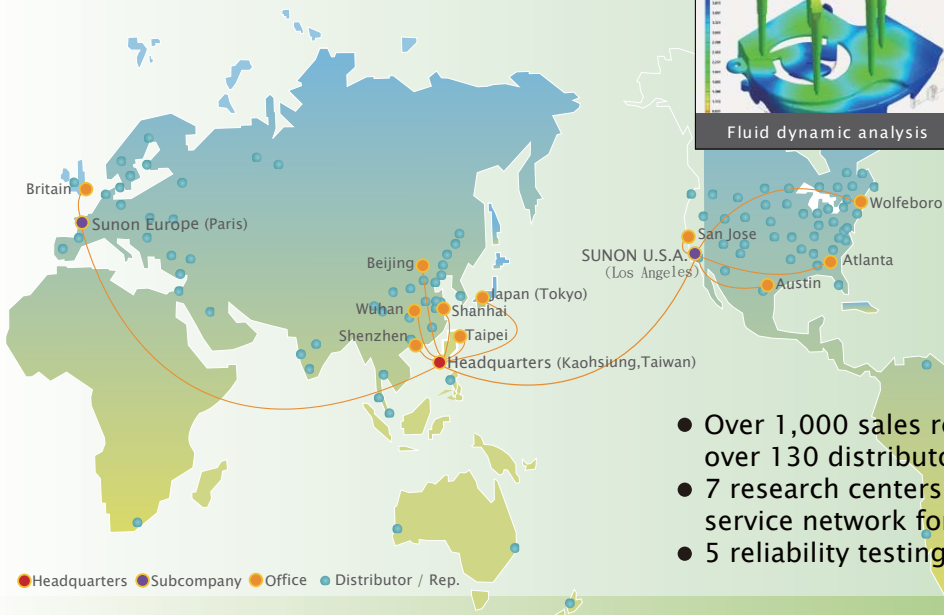 Fluid dynamic analysis
Britain
Sunon Europe (Paris)
Wolfeboro
San Jose
SUNON U.S.A.
(Los Angeles)
Atlanta
Austin
Beijing
Japan (Tokyo)
Wuhan
Shanhai
Shenzhen
Taipei
Headquarters (Kaohsiung,Taiwan)
● Over 1,000 sales re
over 130 distributo
● 7 research centers
service network for
● 5 reliability testing
Headquarters Subcompany Office Distributor / Rep.